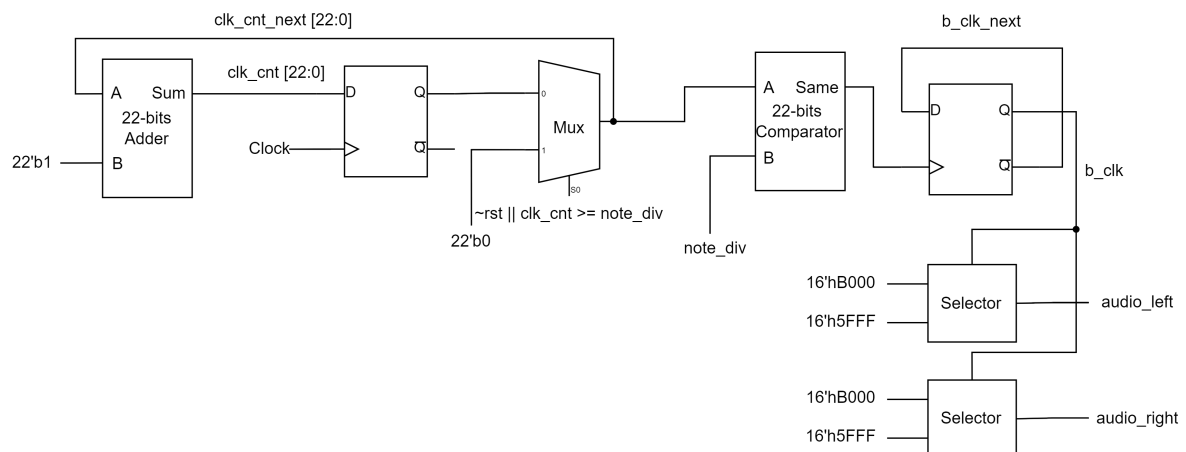 clk_cnt_next [22:0]
b_clk_next
clk_cnt [22:0]
A Sum
22-bits
Adder
B
22'b1
D Q
Clock
Q
0
Mux
1
S0
~rst || clk_cnt >= note_div
22'b0
A Same
22-bits
Comparator
B
note_div
D Q
Q
b_clk
16'hB000
Selector
audio_left
16'h5FFF
16'hB000
Selector
audio_right
16'h5FFF